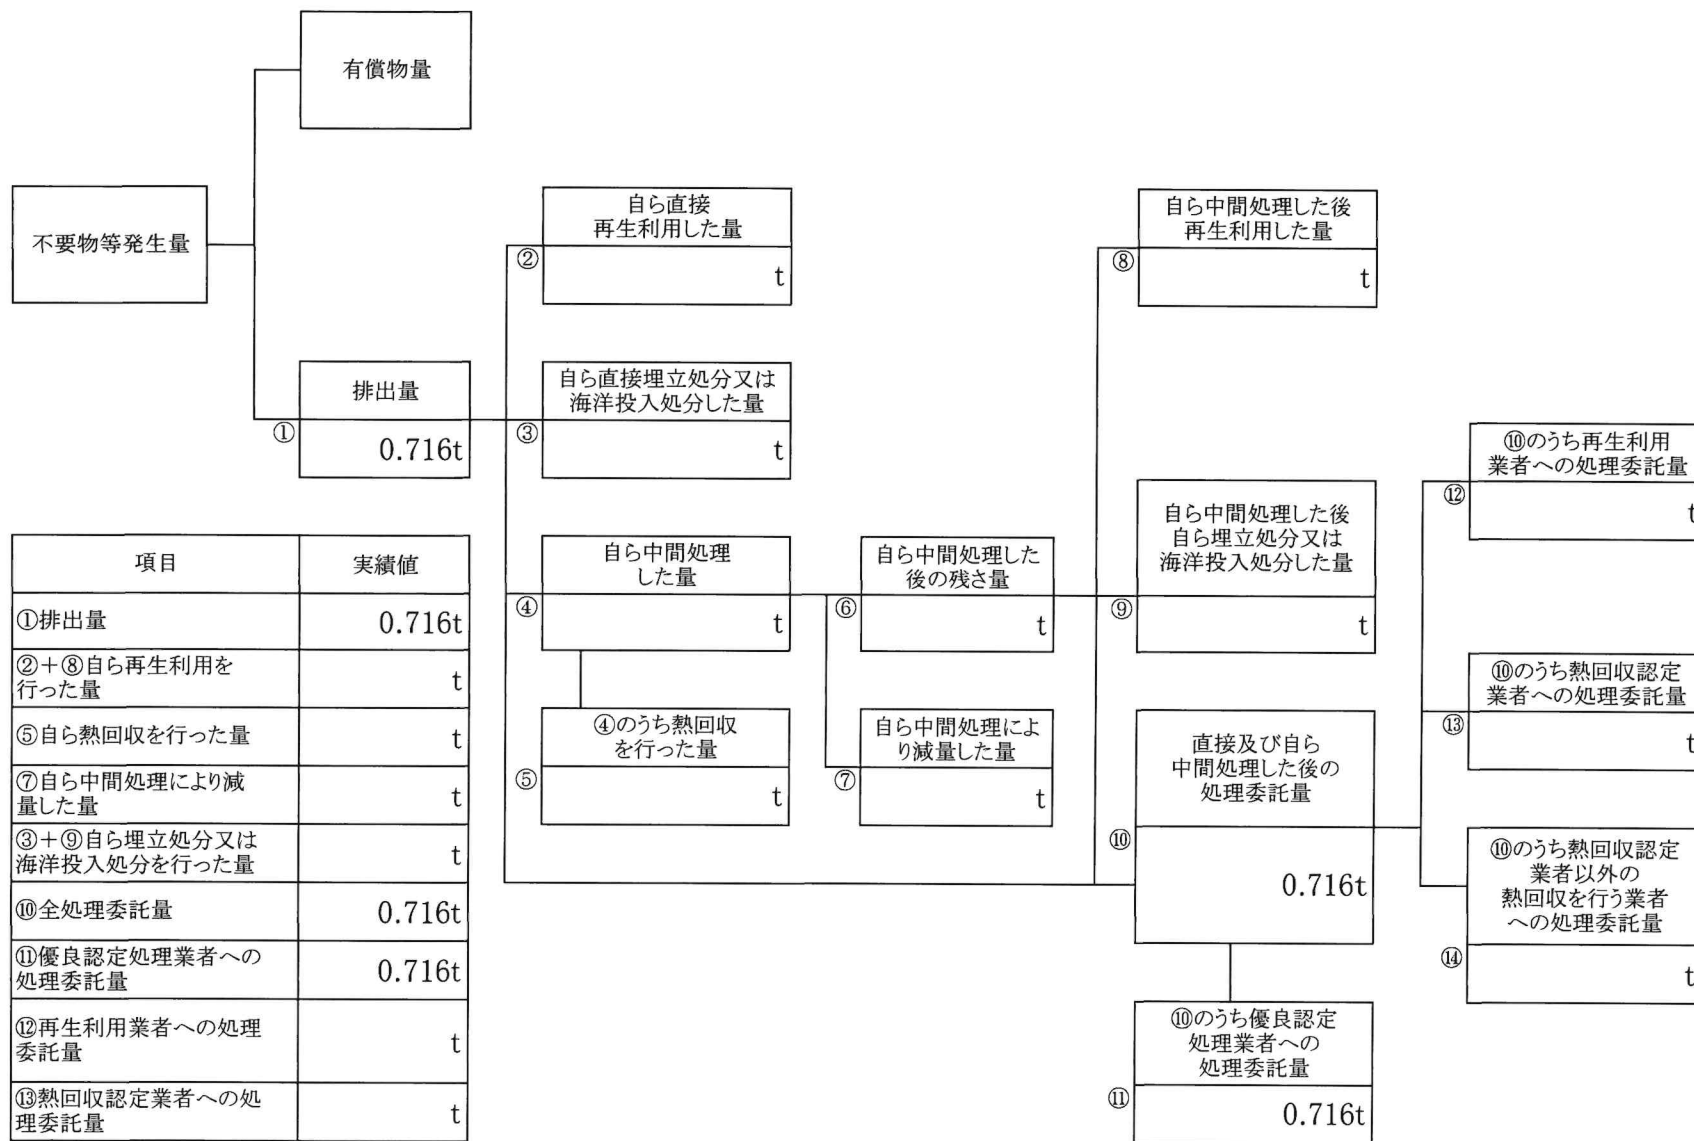 有償物量
不要物等発生量
排出量
①
0.716t
自ら直接
再生利用した量
②
t
自ら直接埋立処分又は
海洋投入処分した量
③
t
自ら中間処理
した量
④
t
④のうち熱回収
を行った量
⑤
t
自ら中間処理した
後の残さ量
⑥
t
自ら中間処理によ
り減量した量
⑦
t
自ら中間処理した後
再生利用した量
⑧
t
自ら中間処理した後
自ら埋立処分又は
海洋投入処分した量
⑨
t
直接及び自ら
中間処理した後の
処理委託量
⑩
0.716t
⑩のうち優良認定
処理業者への
処理委託量
⑪
0.716t
⑩のうち再生利用
業者への処理委託量
⑫
t
⑩のうち熱回収認定
業者への処理委託量
⑬
t
⑩のうち熱回収認定
業者以外の
熱回収を行う業者
への処理委託量
⑭
t
項目 実績値
①排出量 0.716t
②+⑧自ら再生利用を
行った量 t
⑤自ら熱回収を行った量 t
⑦自ら中間処理により減
量した量 t
③+⑨自ら埋立処分又は
海洋投入処分を行った量 t
⑩全処理委託量 0.716t
⑪優良認定処理業者への
処理委託量 0.716t
⑫再生利用業者への処理
委託量 t
⑬熱回収認定業者への処
理委託量 t